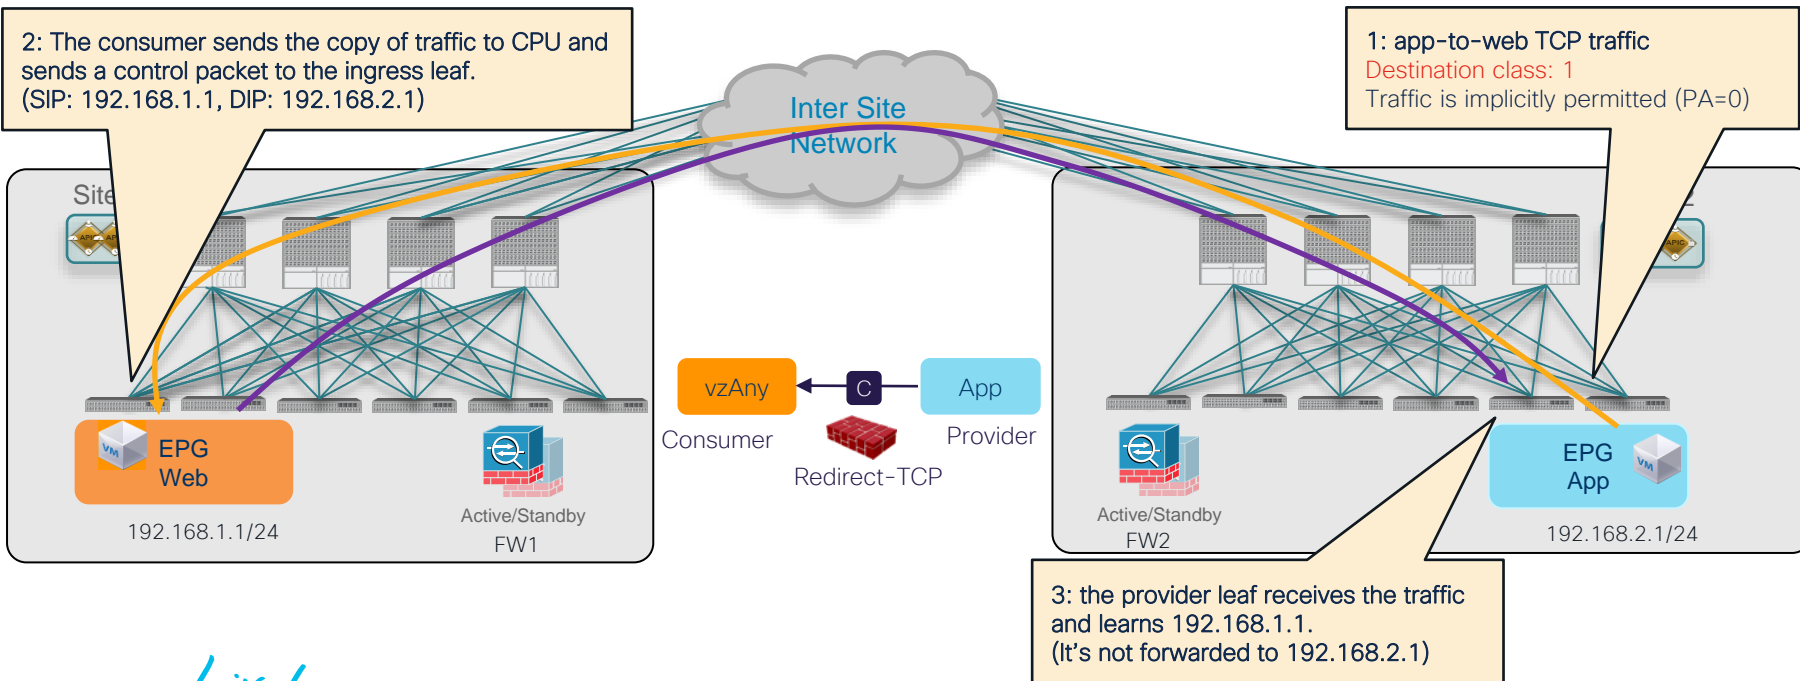 2: The consumer sends the copy of traffic to CPU and
sends a control packet to the ingress leaf.
(SIP: 192.168.1.1, DIP: 192.168.2.1)
1: app-to-web TCP traffic
Destination class: 1
Traffic is implicitly permitted (PA=0)
Inter Site
Network
Site
APIC
APIC
vzAny
C
App
Consumer
Provider
Redirect-TCP
VM
EPG
Web
192.168.1.1/24
Active/Standby
FW1
Active/Standby
FW2
EPG
App
VM
192.168.2.1/24
3: the provider leaf receives the traffic
and learns 192.168.1.1.
(It's not forwarded to 192.168.2.1)